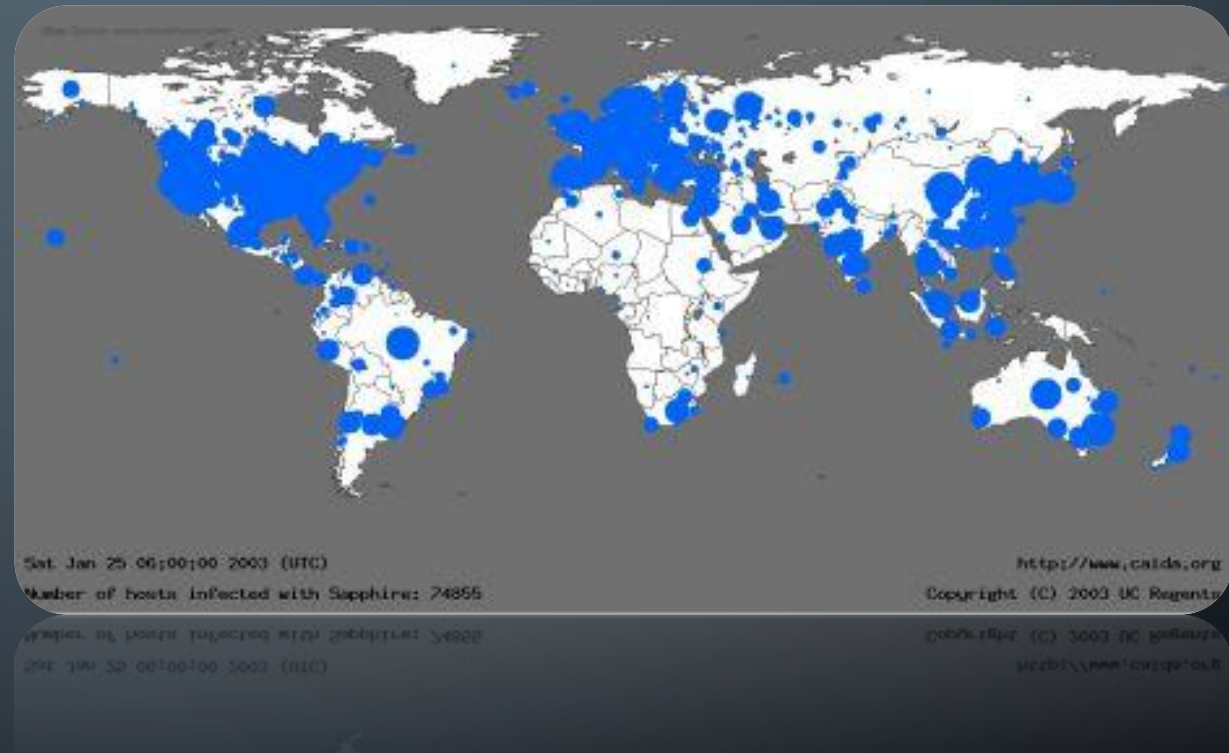 Sat Jan 25 06:00:00 2003 (UTC)
http://www.caida.org
Number of hosts infected with Sapphire: 74855
Copyright (C) 2003 UC Regents